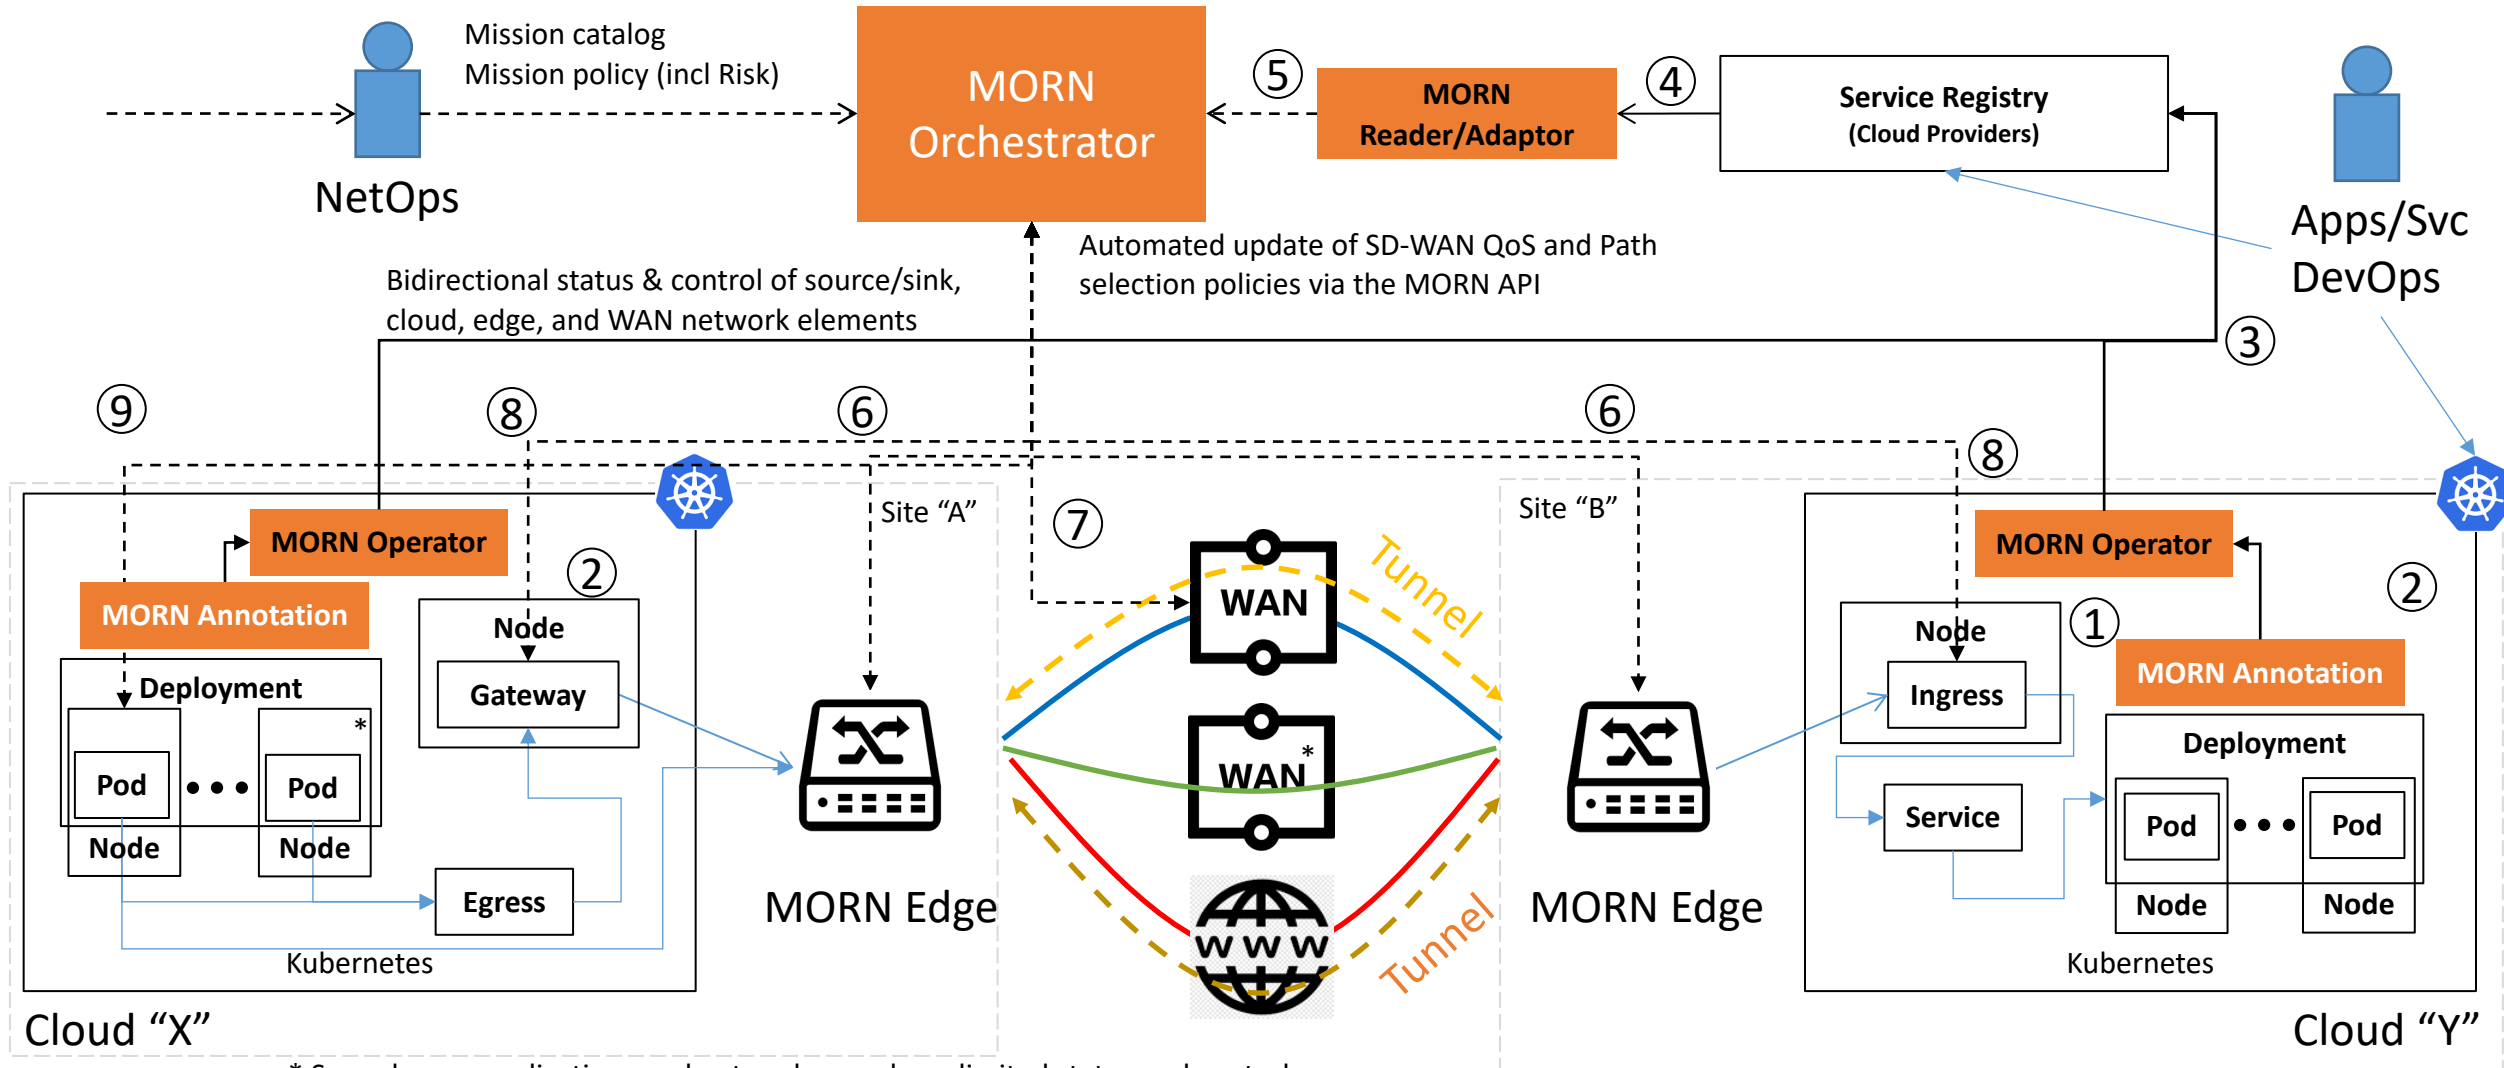 Mission catalog
Mission policy (incl Risk)
NetOps
MORN
Orchestrator
⑤
MORN
Reader/Adaptor
④
Service Registry
(Cloud Providers)
Apps/Svc
DevOps
Automated update of SD-WAN QoS and Path
selection policies via the MORN API
Bidirectional status & control of source/sink,
cloud, edge, and WAN network elements
③
⑨
⑧
⑥
⑥
⑧
Site “A”
⑦
Site “B”
MORN Operator
②
MORN Annotation
Node
Gateway
Deployment
*
Pod
Pod
Node
Node
Egress
Kubernetes
Cloud “X”
MORN Edge
WAN
Tunnel
WAN
*
W W W
Tunnel
MORN Edge
MORN Operator
②
Node
①
Ingress
MORN Annotation
Deployment
Service
Pod
Pod
Node
Node
Kubernetes
Cloud “Y”